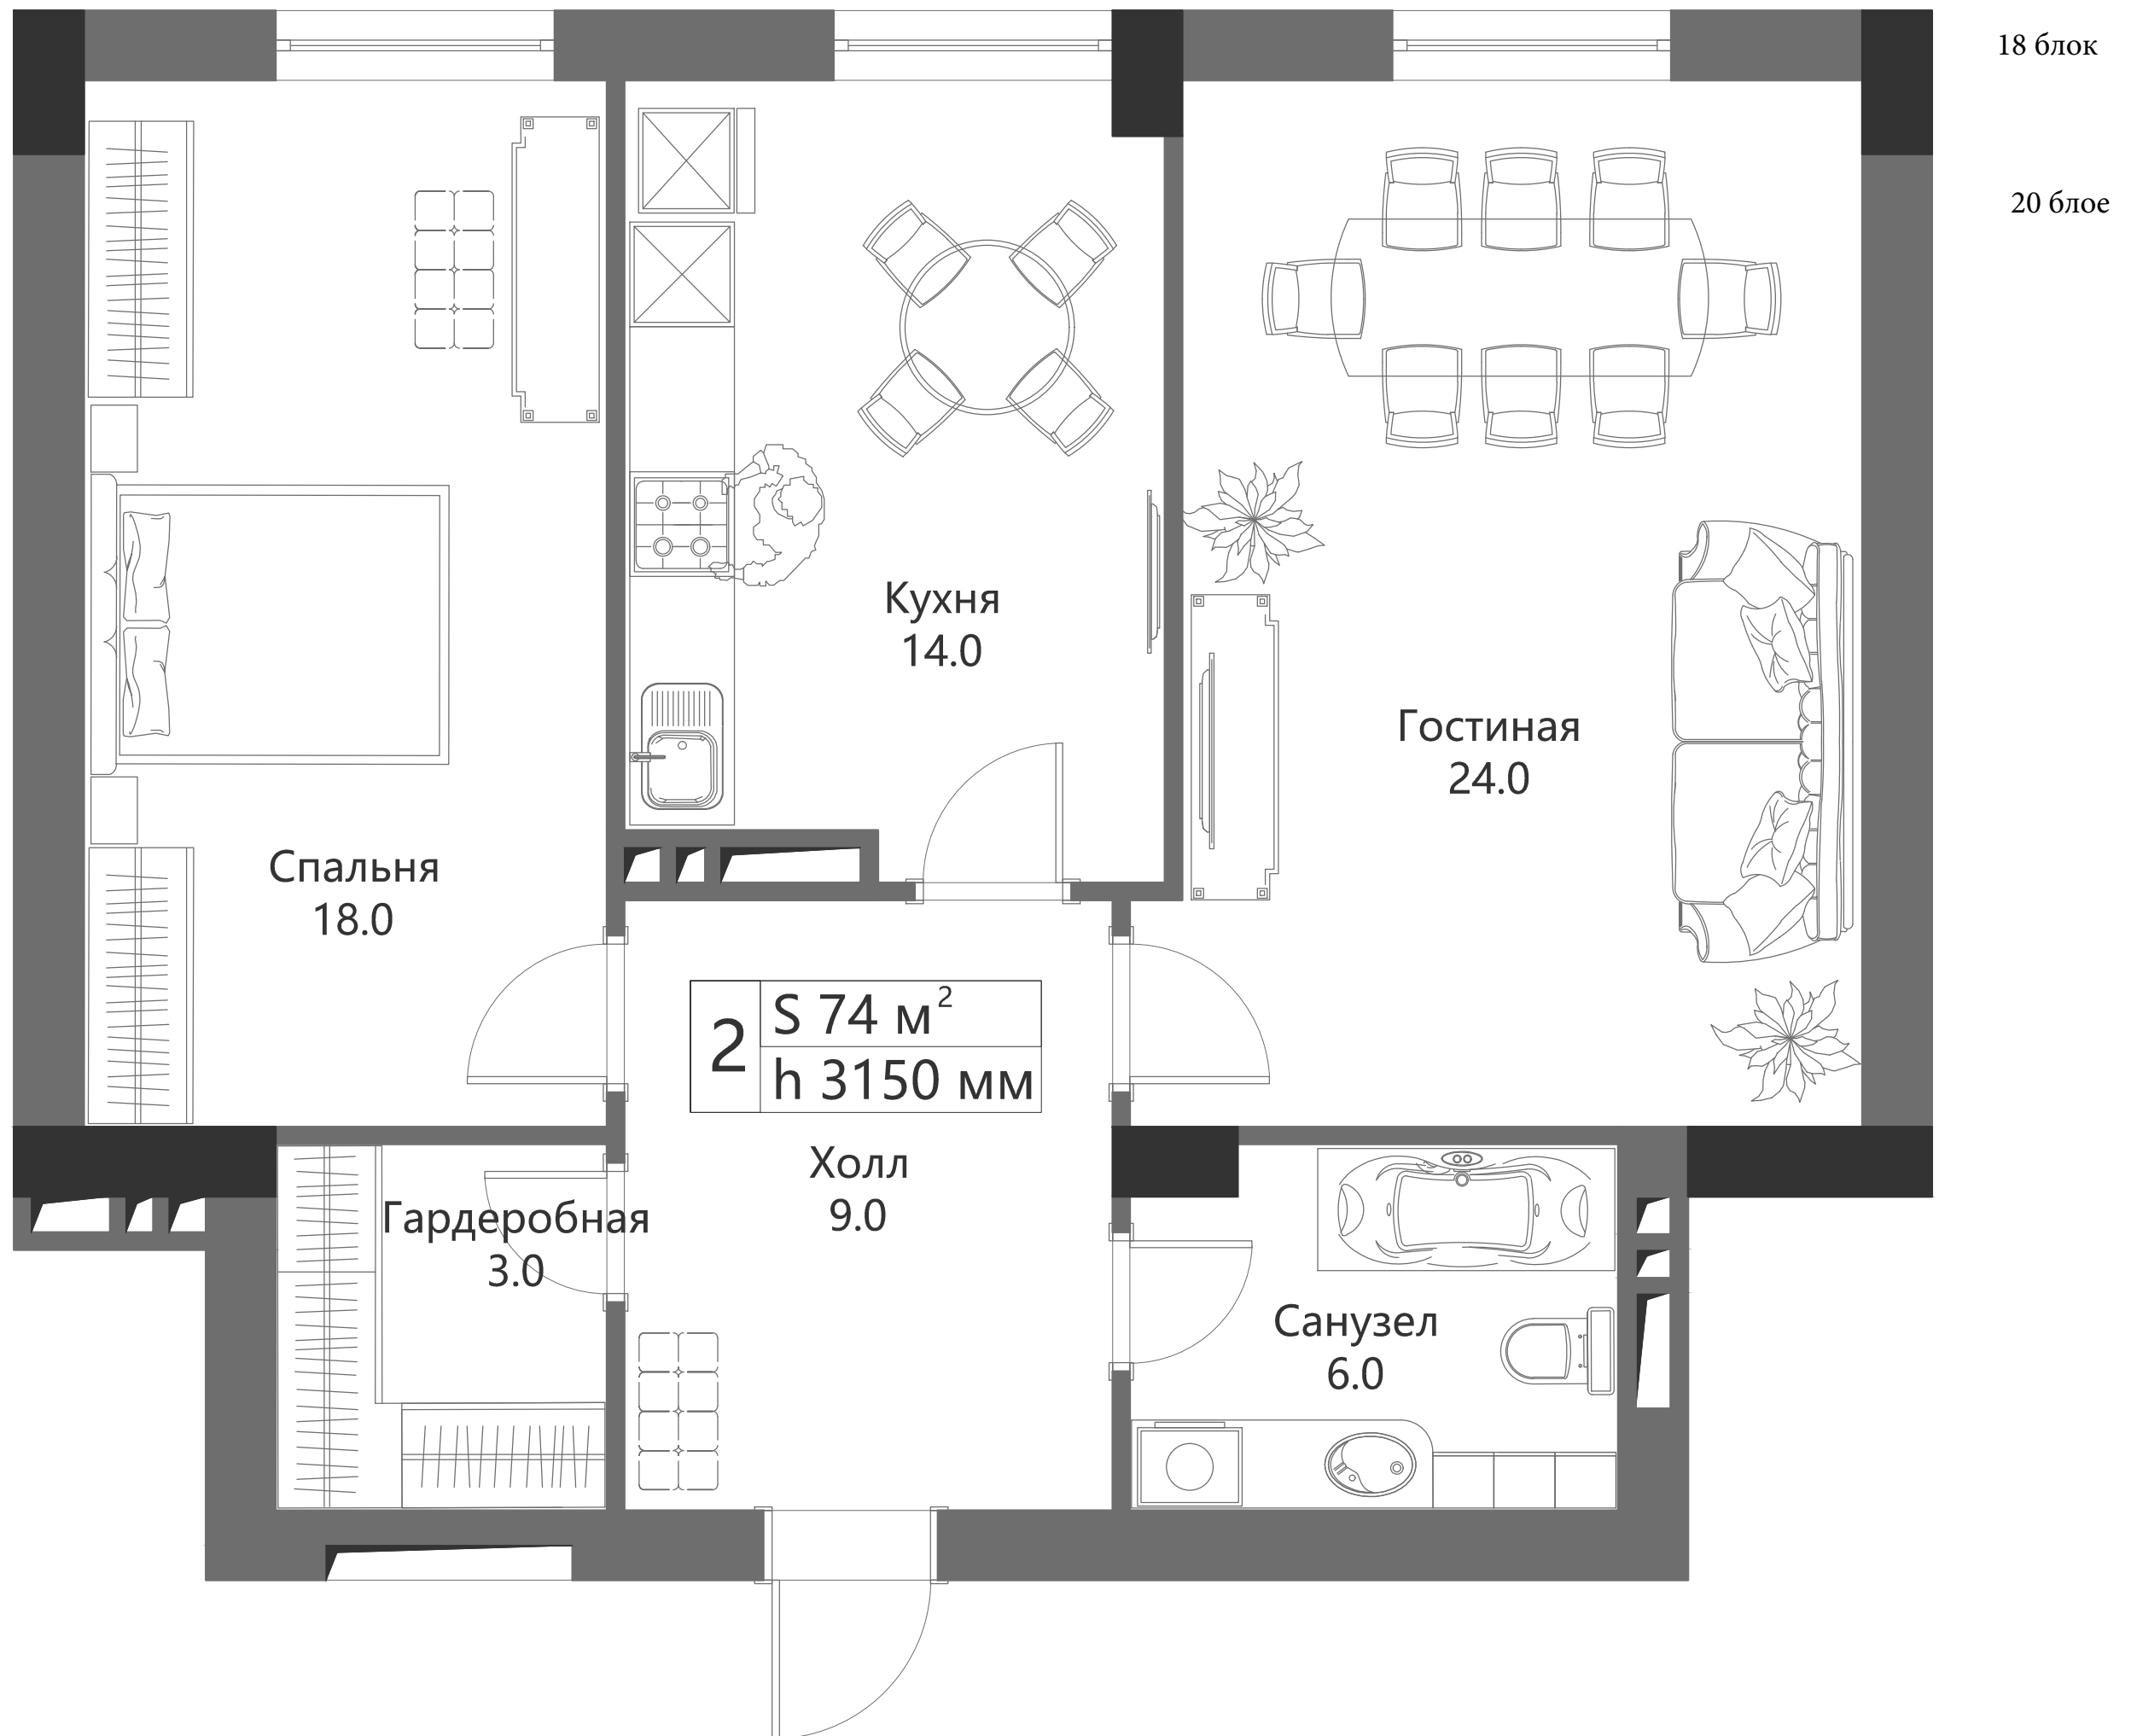 18 блок
20 блое
Кухня
14.0
Гостиная
24.0
Спальня
18.0
2
S 74 м²
h 3150 мм
Холл
9.0
Гардеробная
3.0
Санузел
6.0